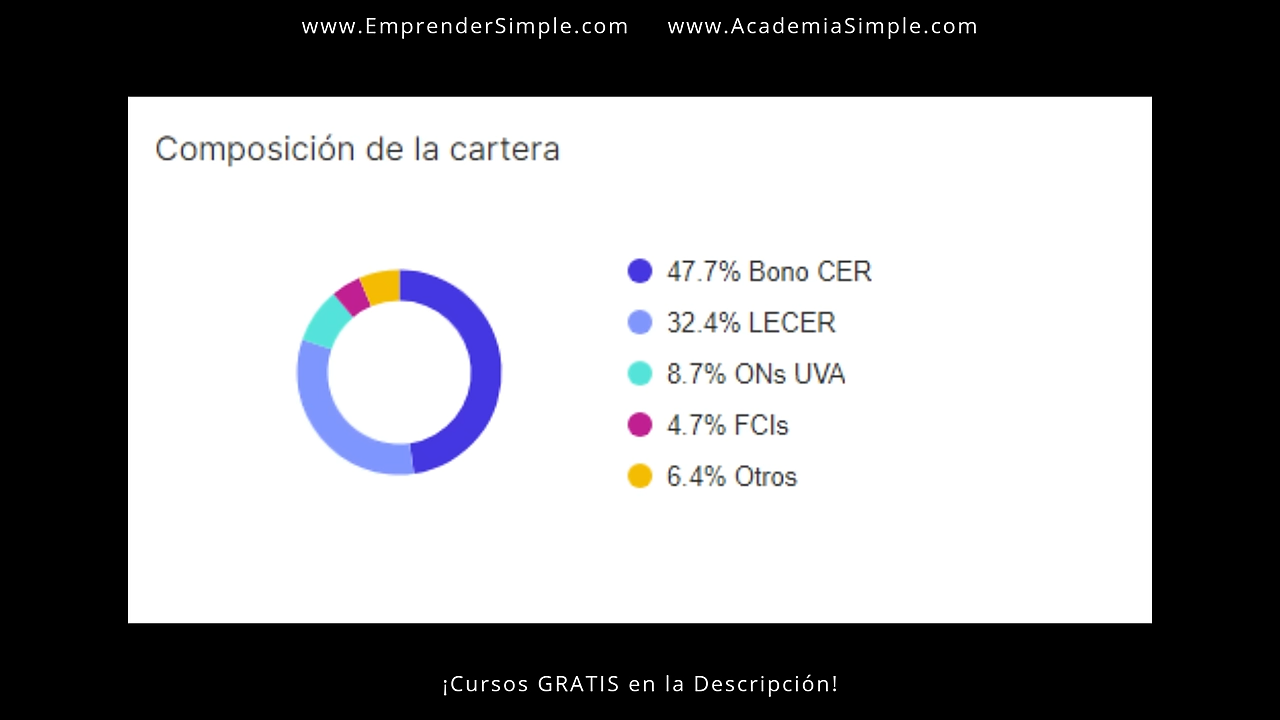 www.EmprenderSimple.com www.AcademiaSimple.com
Composición de la cartera
47.7% Bono CER
32.4% LECER
8.7% ONs UVA
4.7% FCIs
6.4% Otros
¡Cursos GRATIS en la Descripción!